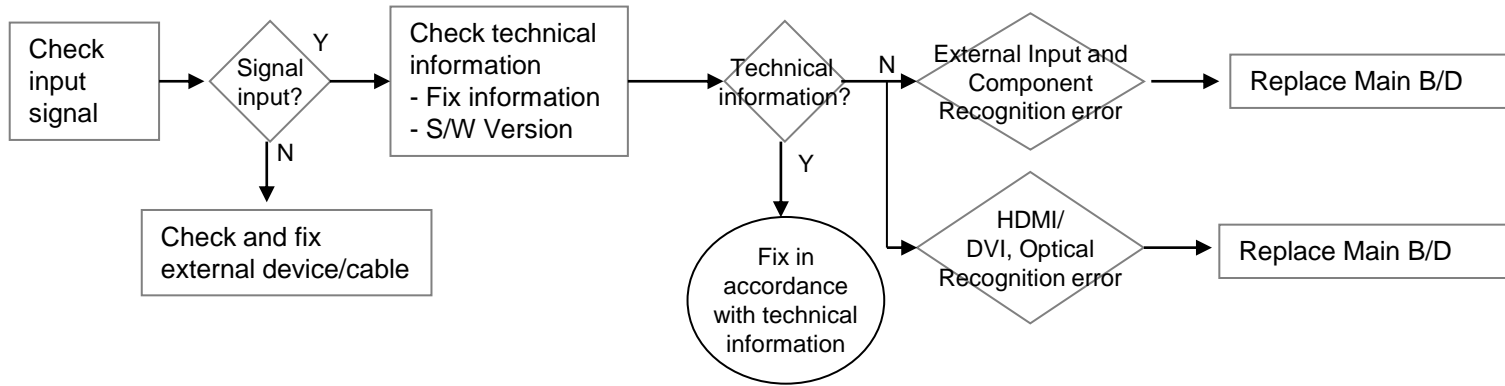 Check
input
signal
Signal
input?
Y
N
Check and fix
external device/cable
Check technical
information
- Fix information
- S/W Version
Technical
information?
N
Y
Fix in
accordance
with technical
information
External Input and
Component
Recognition error
Replace Main B/D
HDMI/
DVI, Optical
Recognition error
Replace Main B/D